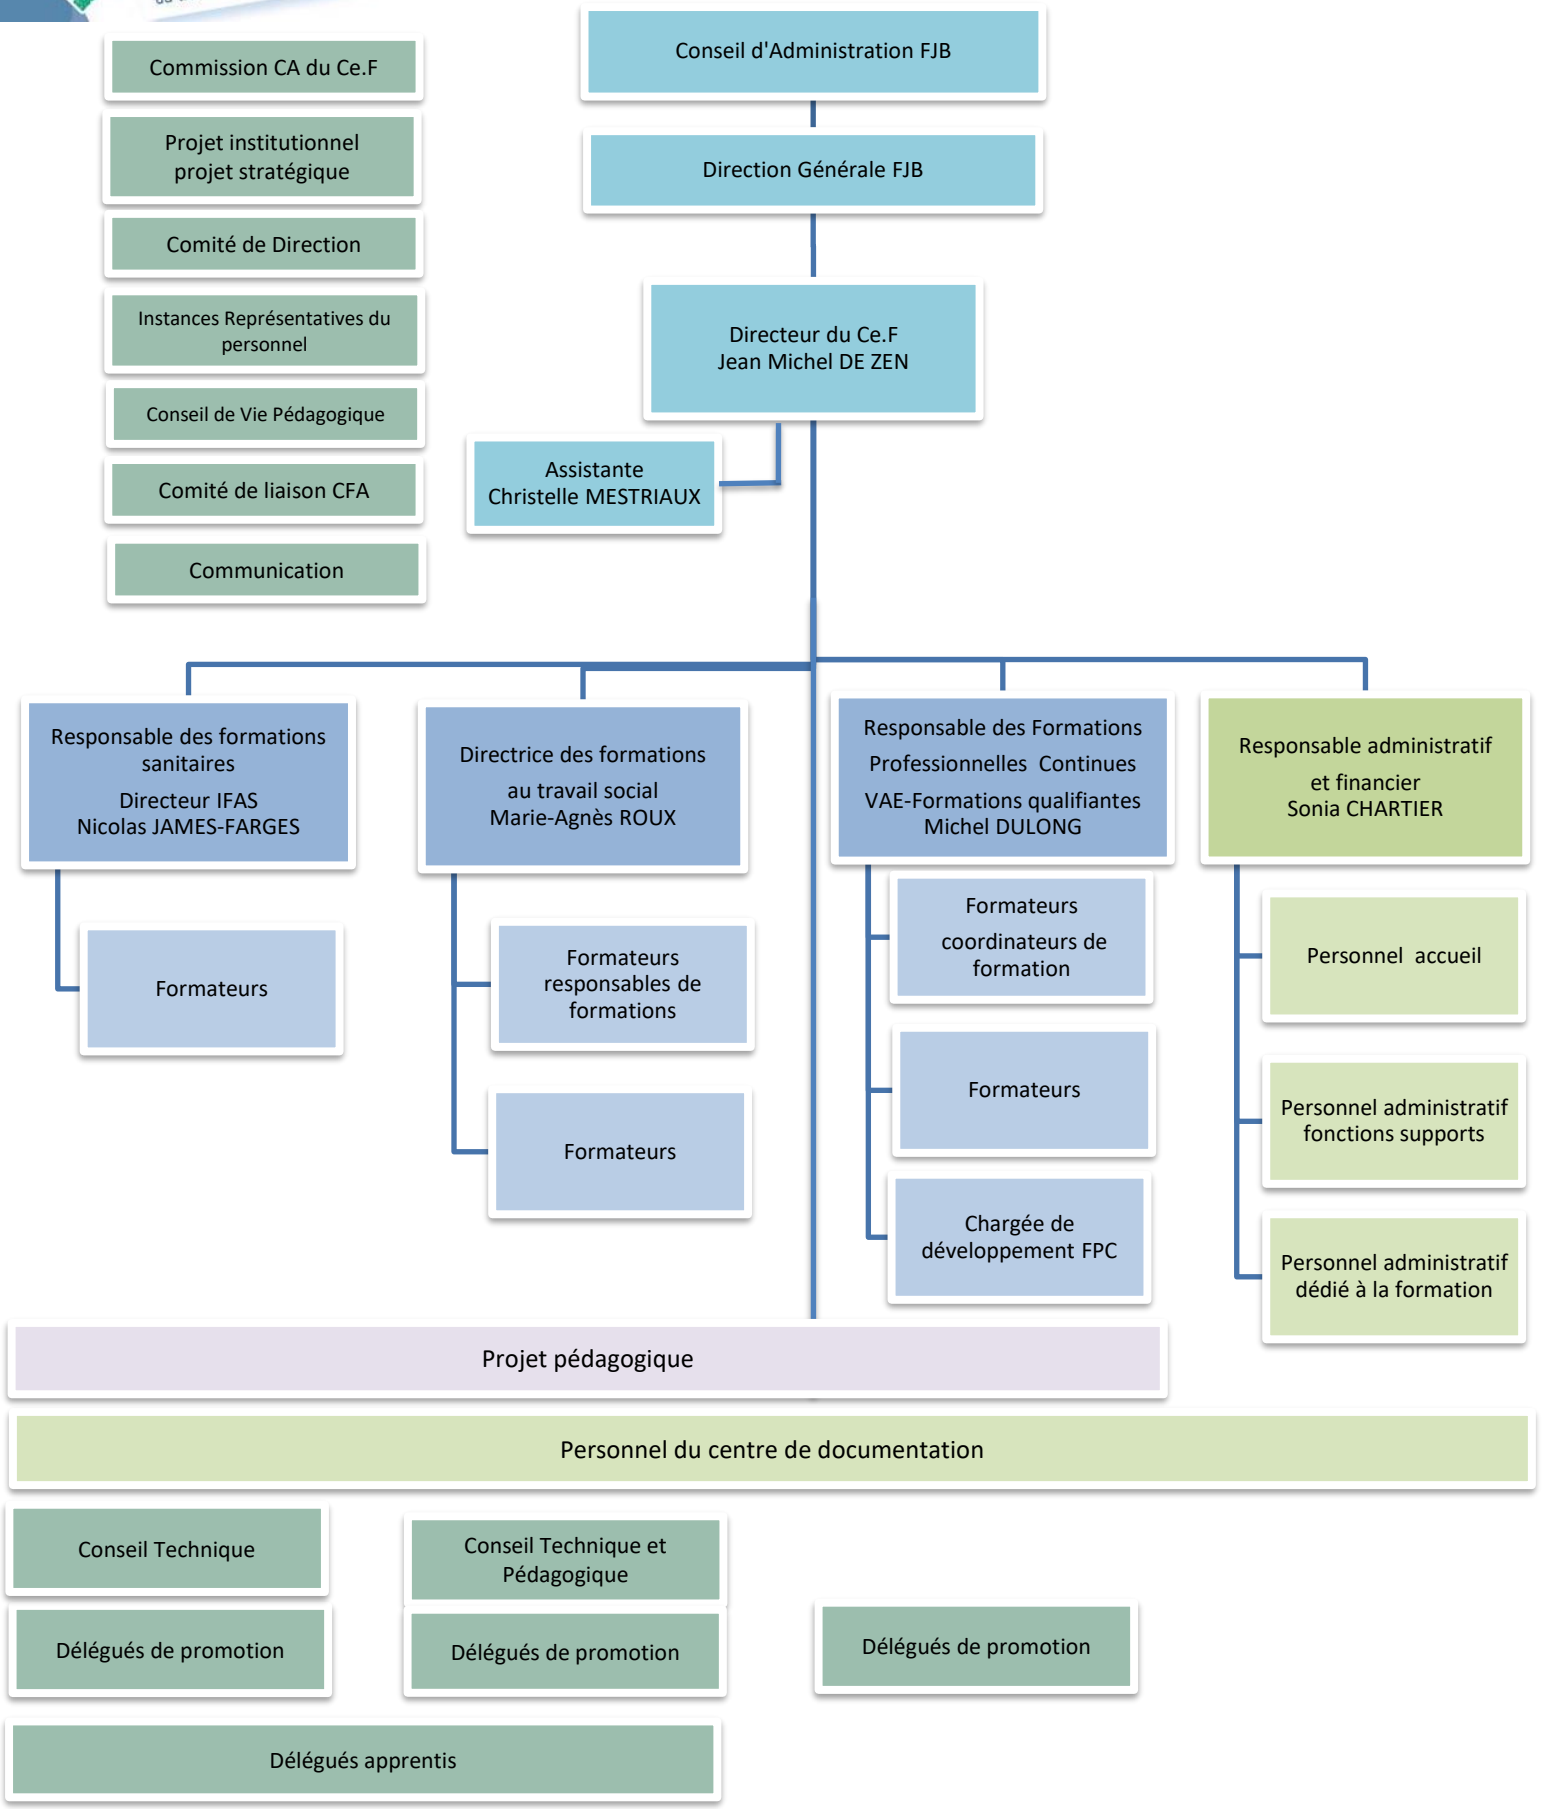 Commission CA du Ce.F
Projet institutionnel
projet stratégique
Comité de Direction
Instances Représentatives du
personnel
Conseil de Vie Pédagogique
Comité de liaison CFA
Communication
Conseil d'Administration FJB
Direction Générale FJB
Directeur du Ce.F
Jean Michel DE ZEN
Assistante
Christelle MESTRIAUX
Responsable des formations
sanitaires
Directeur IFAS
Nicolas JAMES-FARGES
Formateurs
Directrice des formations
au travail social
Marie-Agnès ROUX
Formateurs
responsables de
formations
Formateurs
Responsable des Formations
Professionnelles Continues
VAE-Formations qualifiantes
Michel DULONG
Formateurs
coordinateurs de
formation
Formateurs
Chargée de
développement FPC
Responsable administratif
et financier
Sonia CHARTIER
Personnel accueil
Personnel administratif
fonctions supports
Personnel administratif
dédié à la formation
Projet pédagogique
Personnel du centre de documentation
Conseil Technique
Conseil Technique et
Pédagogique
Délégués de promotion
Délégués de promotion
Délégués de promotion
Délégués apprentis